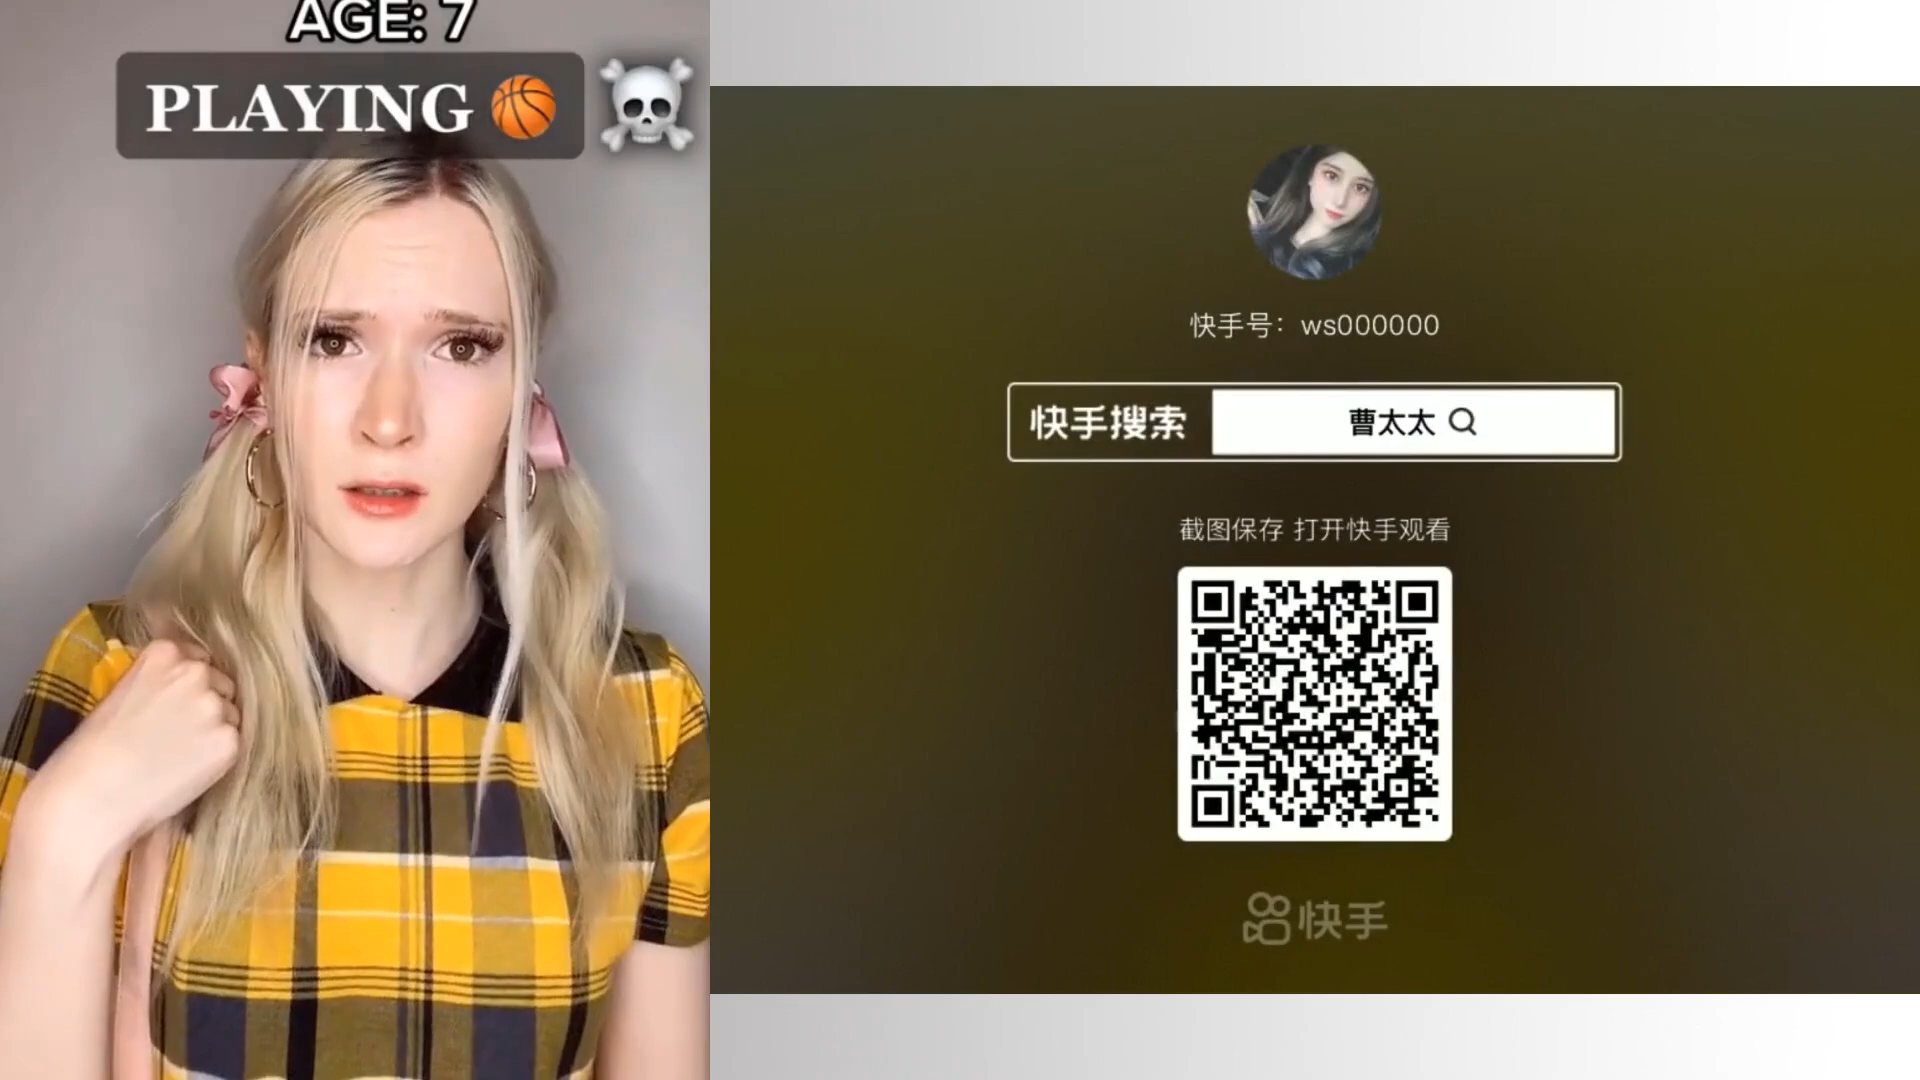 AGE: 7
PLAYING
快手号：ws000000
快手搜索
曹太太
截图保存 打开快手观看
快手